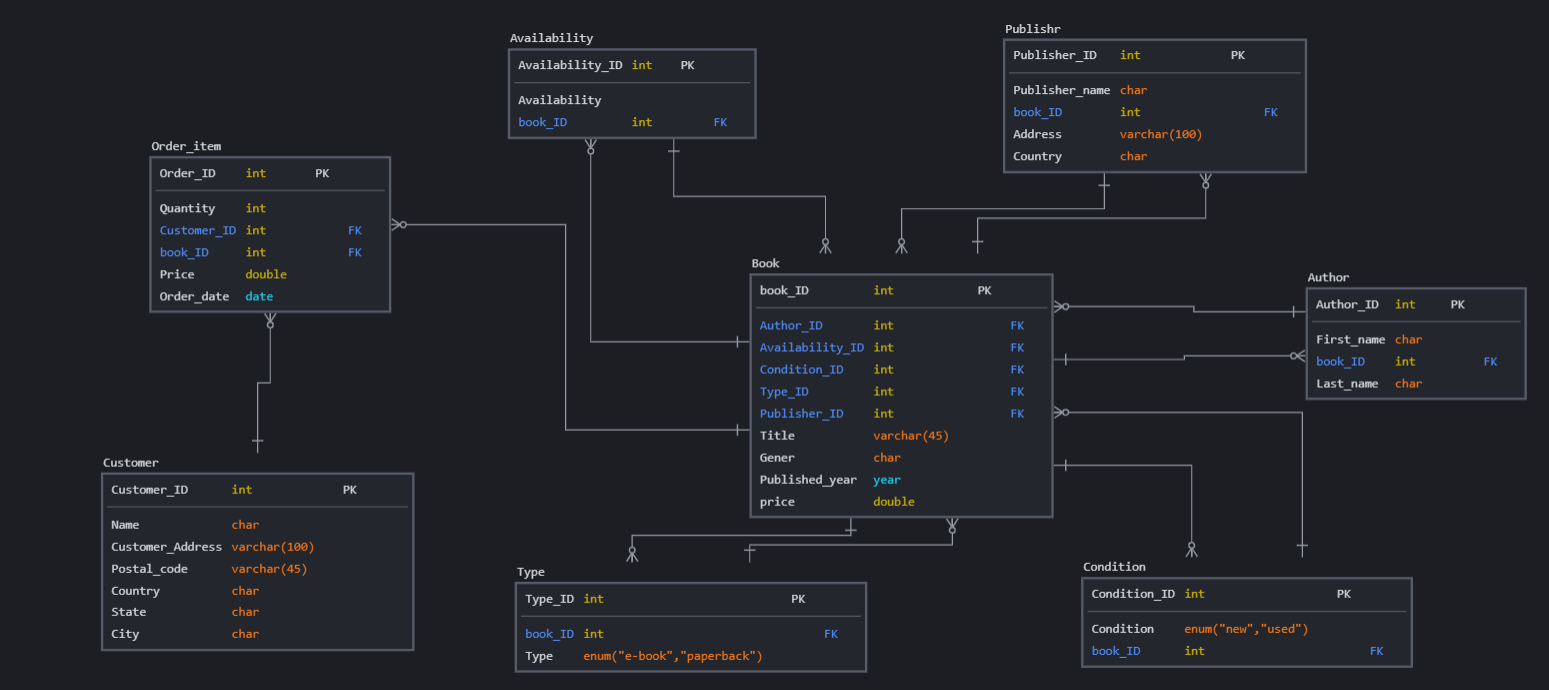 Availability
Availability_ID int PK
Availability
book_ID int FK
Publishr
Publisher_ID int PK
Publisher_name char
book_ID int FK
Address varchar(100)
Country char
Order_item
Order_ID int PK
Quantity int
Customer_ID int FK
book_ID int FK
Price double
Order_date date
Book
book_ID int PK
Author_ID int FK
Availability_ID int FK
Condition_ID int FK
Type_ID int FK
Publisher_ID int FK
Title varchar(45)
Gener char
Published_year year
price double
Author
Author_ID int PK
First_name char
book_ID int FK
Last_name char
Customer
Customer_ID int PK
Name char
Customer_Address varchar(100)
Postal_code varchar(45)
Country char
State char
City char
Type
Type_ID int PK
book_ID int FK
Type enum("e-book","paperback")
Condition
Condition_ID int PK
Condition enum("new","used")
book_ID int FK